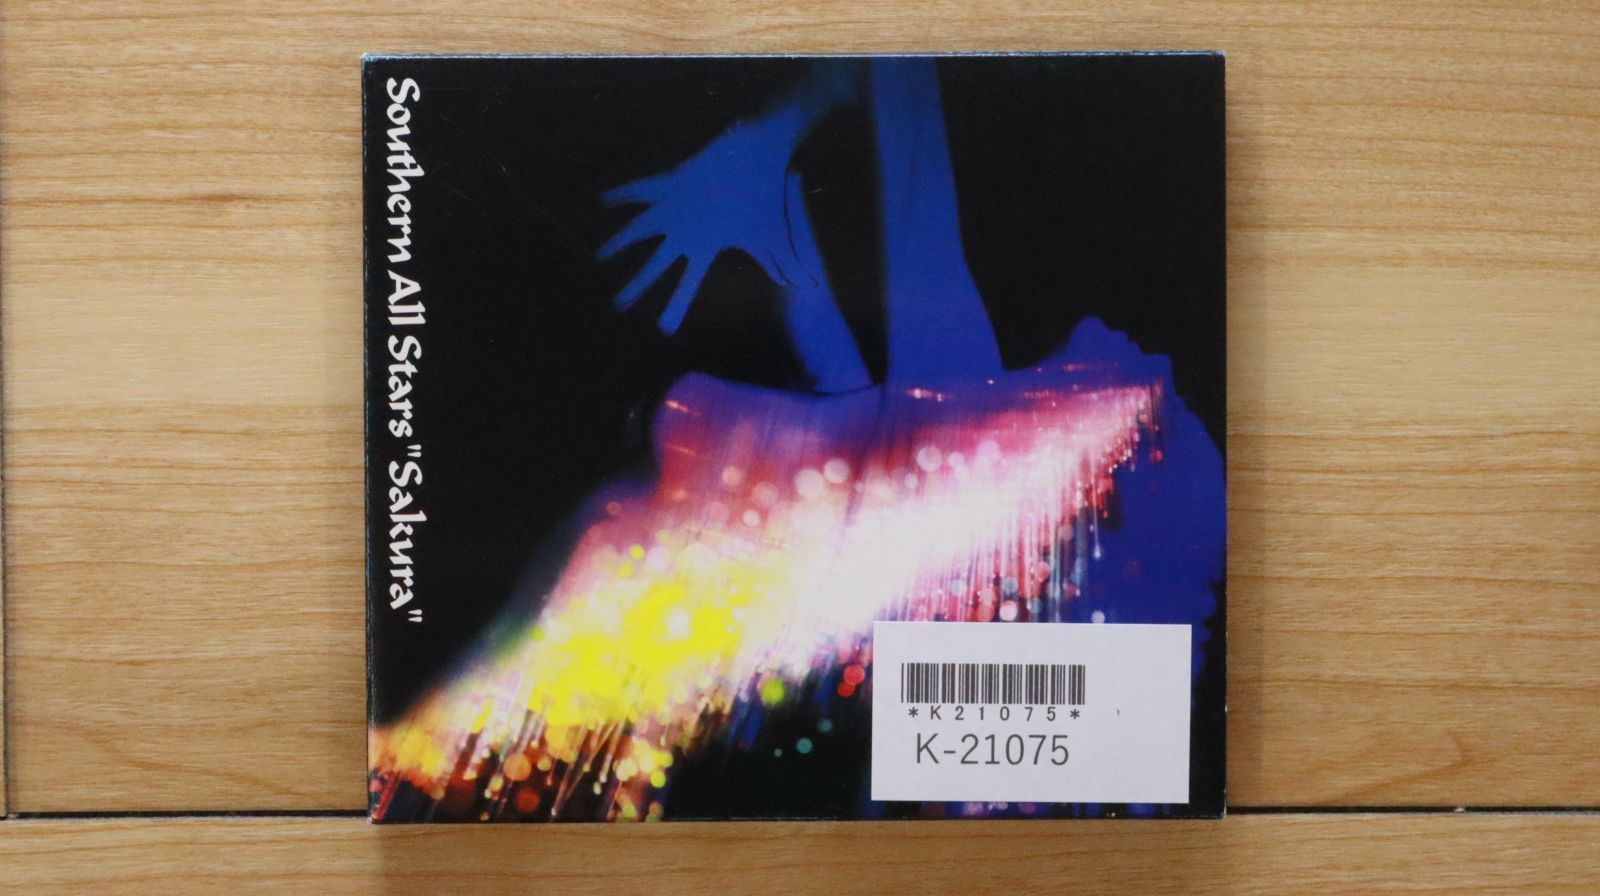 Southern All Stars "Sakura"
*K21075*
K-21075